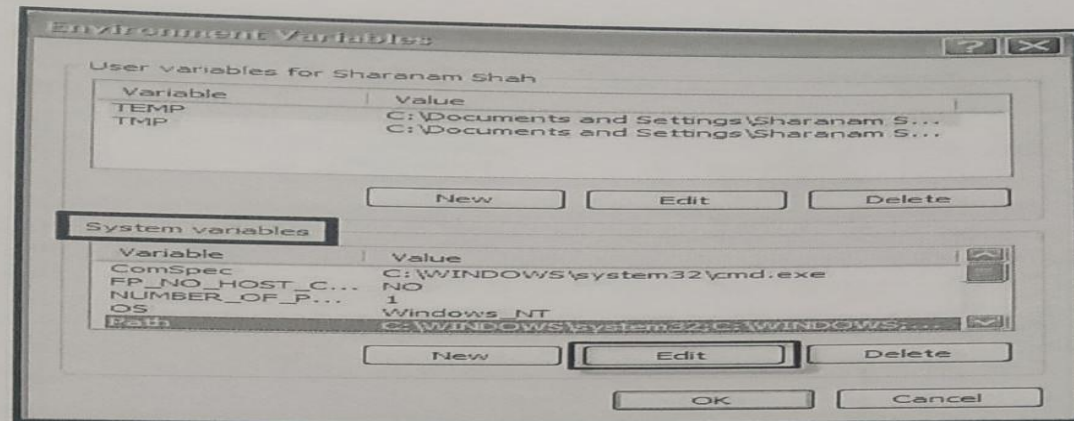 Environment Variables
User variables for Sharanam Shah
Variable Value
TEMP C:\Documents and Settings\Sharanam S...
TMP C:\Documents and Settings\Sharanam S...
New Edit Delete
System variables
Variable Value
ComSpec C:\WINDOWS\system32\cmd.exe
FP_NO_HOST_C... NO
NUMBER_OF_P... 1
OS Windows_NT
Path C:\WINDOWS\system32;C:\WINDOWS;...
New Edit Delete
OK Cancel